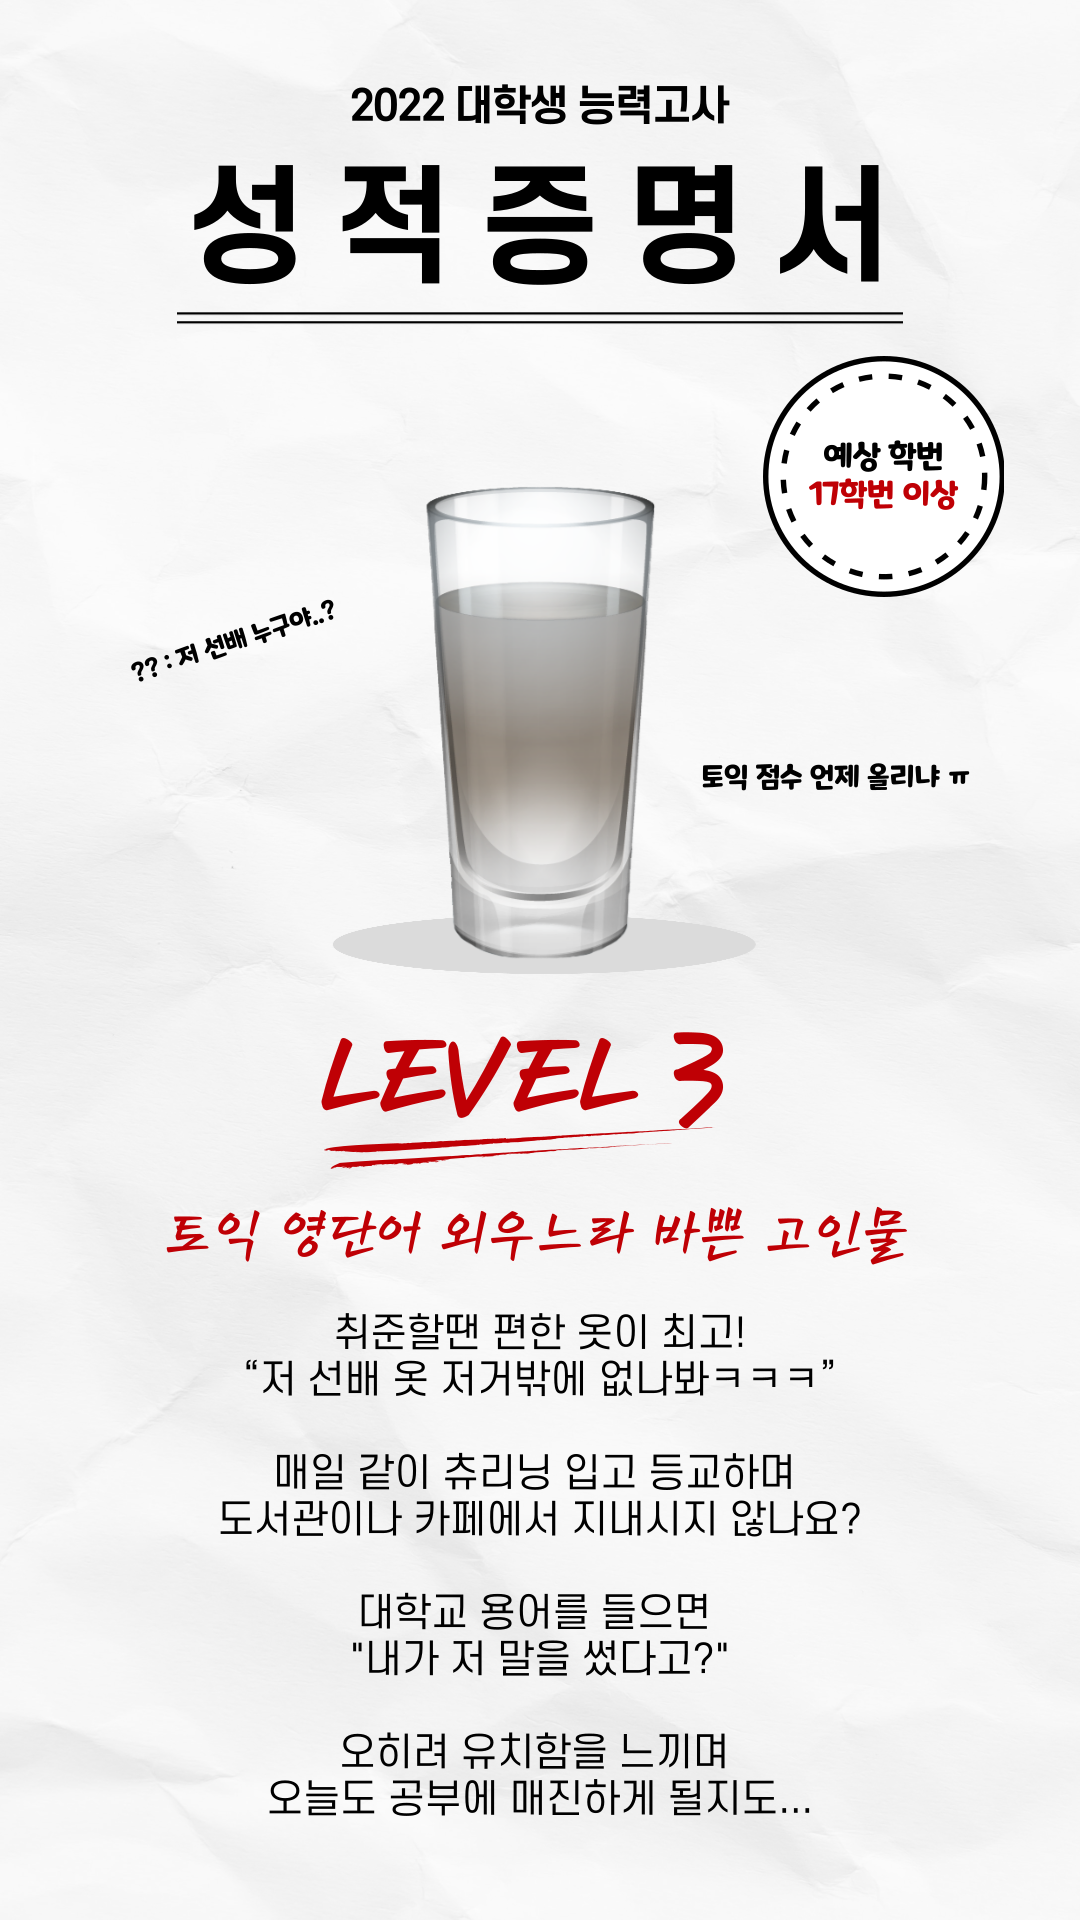 2022 대학생 능력고사
성적증명서
예상 학번
17학번 이상
?? : 저 선배 누구야..?
토익 점수 언제 올리냐 ㅠ
LEVEL 3
토익 영단어 외우느라 바쁜 고인물
취준할땐 편한 옷이 최고!
“저 선배 옷 저거밖에 없나봐ㅋㅋㅋ”
매일 같이 츄리닝 입고 등교하며
도서관이나 카페에서 지내시지 않나요?
대학교 용어를 들으면
"내가 저 말을 썼다고?"
오히려 유치함을 느끼며
오늘도 공부에 매진하게 될지도...